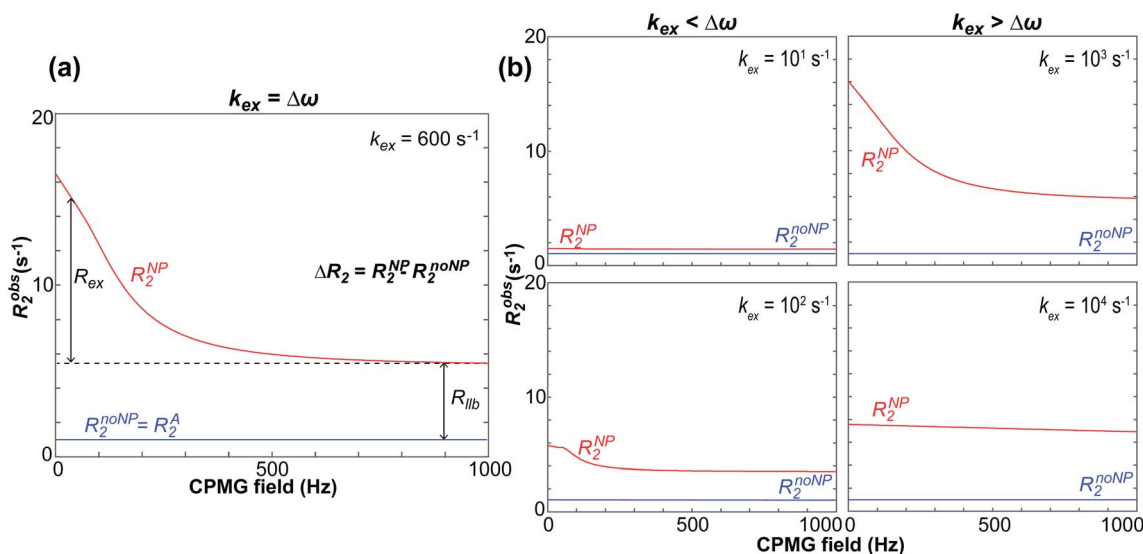 (a)
k_ex = Δω
20
10
0
R_2^obs(s⁻¹)
k_ex = 600 s⁻¹
R_ex
R_2^NP
ΔR_2 = R_2^NP- R_2^noNP
R_llb
R_2^noNP = R_2^A
0 500 1000
CPMG field (Hz)
(b)
k_ex < Δω
k_ex > Δω
20
10
0
k_ex = 10¹ s⁻¹
R_2^NP
R_2^noNP
k_ex = 10³ s⁻¹
R_2^NP
R_2^noNP
R_2^obs(s⁻¹)
20
10
0
k_ex = 10² s⁻¹
R_2^NP
R_2^noNP
k_ex = 10⁴ s⁻¹
R_2^NP
R_2^noNP
0 500 1000 500 1000
CPMG field (Hz)